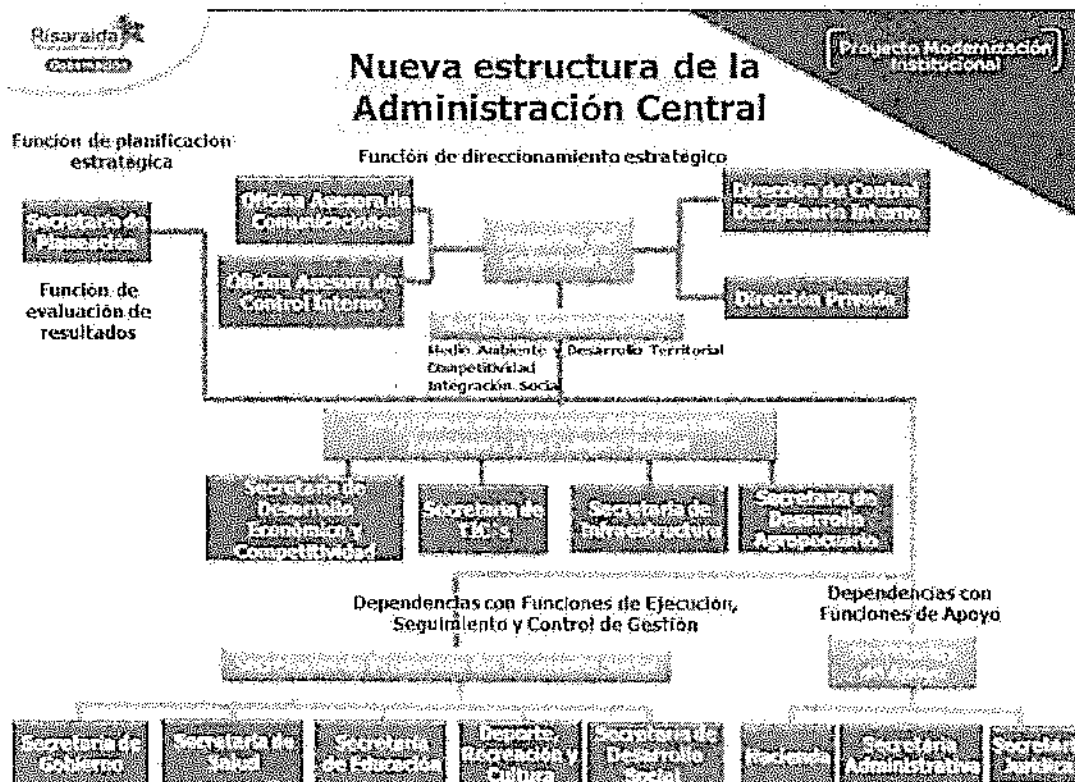 Risaralda
Proyecto Modernización
Institucional
Nueva estructura de la
Administración Central
Función de planificación
estratégica
Función de direccionamiento estratégico
Secretaría de
Planeación
Oficina Asesora de
Comunicaciones
Dirección de Control
Disciplinario Interno
Función de
evaluación de
resultados
Oficina Asesora de
Control Interno
Dirección Privada
Medio Ambiente y Desarrollo Territorial
Competitividad
Integración Social
Secretaría de
Desarrollo
Económico y
Competitividad
Secretaría de
TIC-s
Secretaría de
Infraestructura
Secretaría de
Desarrollo
Agropecuario
Dependencias con Funciones de Ejecución,
Seguimiento y Control de Gestión
Dependencias con
Funciones de Apoyo
Secretaría de
Gobierno
Secretaría de
Salud
Secretaría
de Educación
Deporte,
Recreación y
Cultura
Secretaría de
Desarrollo
Social
Hacienda
Secretaría
Administrativa
Secretaría
Jurídica